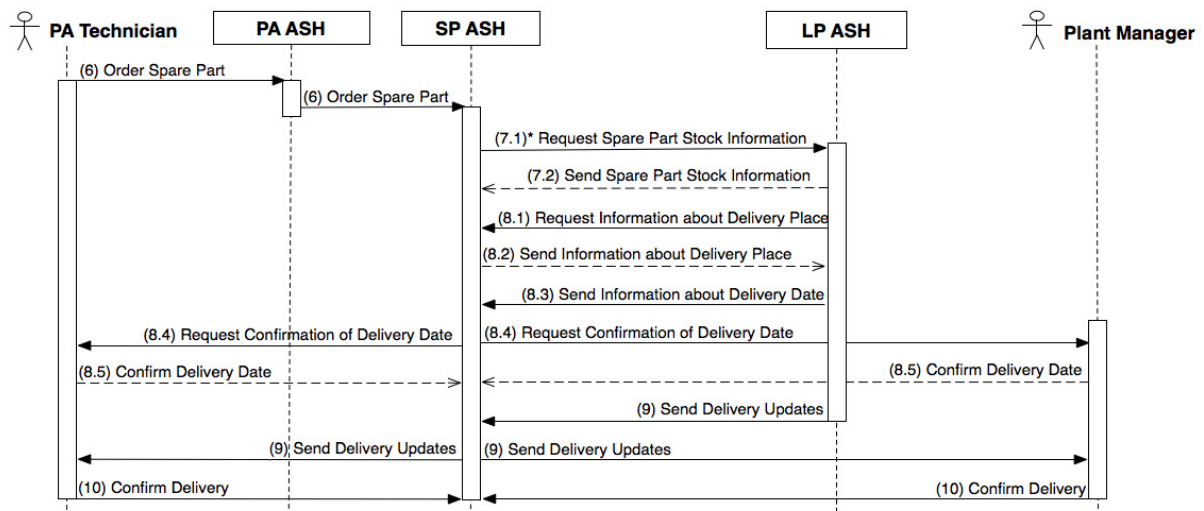 PA Technician
PA ASH
SP ASH
LP ASH
Plant Manager
(6) Order Spare Part
(6) Order Spare Part
(7.1)* Request Spare Part Stock Information
(7.2) Send Spare Part Stock Information
(8.1) Request Information about Delivery Place
(8.2) Send Information about Delivery Place
(8.3) Send Information about Delivery Date
(8.4) Request Confirmation of Delivery Date
(8.4) Request Confirmation of Delivery Date
(8.5) Confirm Delivery Date
(8.5) Confirm Delivery Date
(9) Send Delivery Updates
(9) Send Delivery Updates
(9) Send Delivery Updates
(10) Confirm Delivery
(10) Confirm Delivery